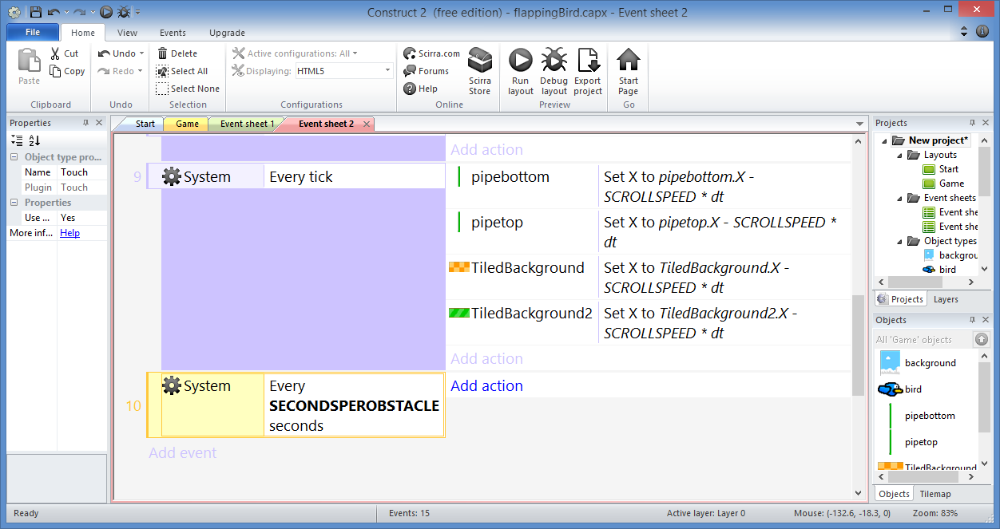 Construct 2 (free edition) - flappingBird.capx - Event sheet 2
File Home View Events Upgrade
Paste
Cut
Copy
Clipboard
Undo
Redo
Undo
Delete
Select All
Select None
Selection
Active configurations: All
Displaying: HTML5
Configurations
Scirra.com
Forums
Help
Scirra
Store
Online
Run
layout
Debug
layout
Export
project
Preview
Start
Page
Go
Properties
Object type pro...
Name Touch
Plugin Touch
Properties
Use ... Yes
More inf... Help
Start Game Event sheet 1 Event sheet 2
Add action
9 System Every tick
pipebottom Set X to pipebottom.X -
SCROLLSPEED * dt
pipetop Set X to pipetop.X - SCROLLSPEED *
dt
TiledBackground Set X to TiledBackground.X -
SCROLLSPEED * dt
TiledBackground2 Set X to TiledBackground2.X -
SCROLLSPEED * dt
Add action
10 System Every
SECONDSPEROBSTACLE
seconds
Add action
Add event
Projects
New project*
Layouts
Start
Game
Event sheets
Event she
Event she
Object types
backgrou
bird
Projects Layers
Objects
All 'Game' objects
background
bird
pipebottom
pipetop
TiledBackground
Objects Tilemap
Ready Events: 15 Active layer: Layer 0 Mouse: (-132.6, -18.3, 0) Zoom: 83%